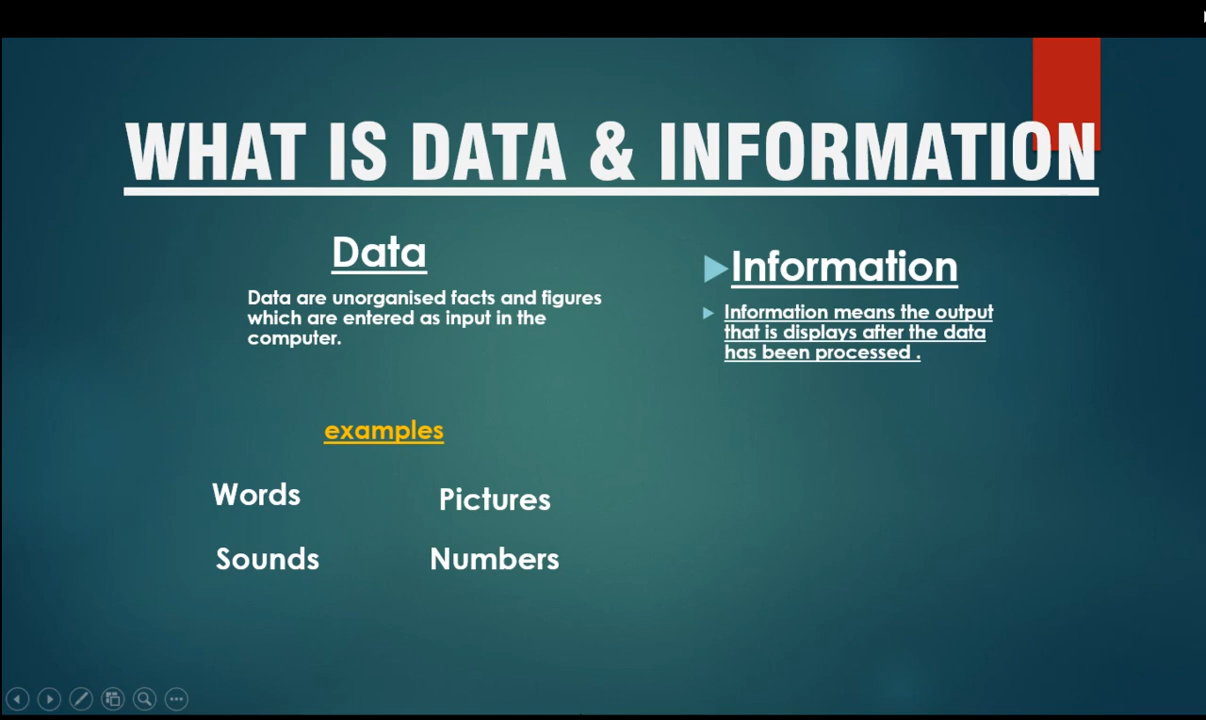 WHAT IS DATA & INFORMATION
Data
Data are unorganised facts and figures
which are entered as input in the
computer.
Information
Information means the output
that is displays after the data
has been processed .
examples
Words
Pictures
Sounds
Numbers